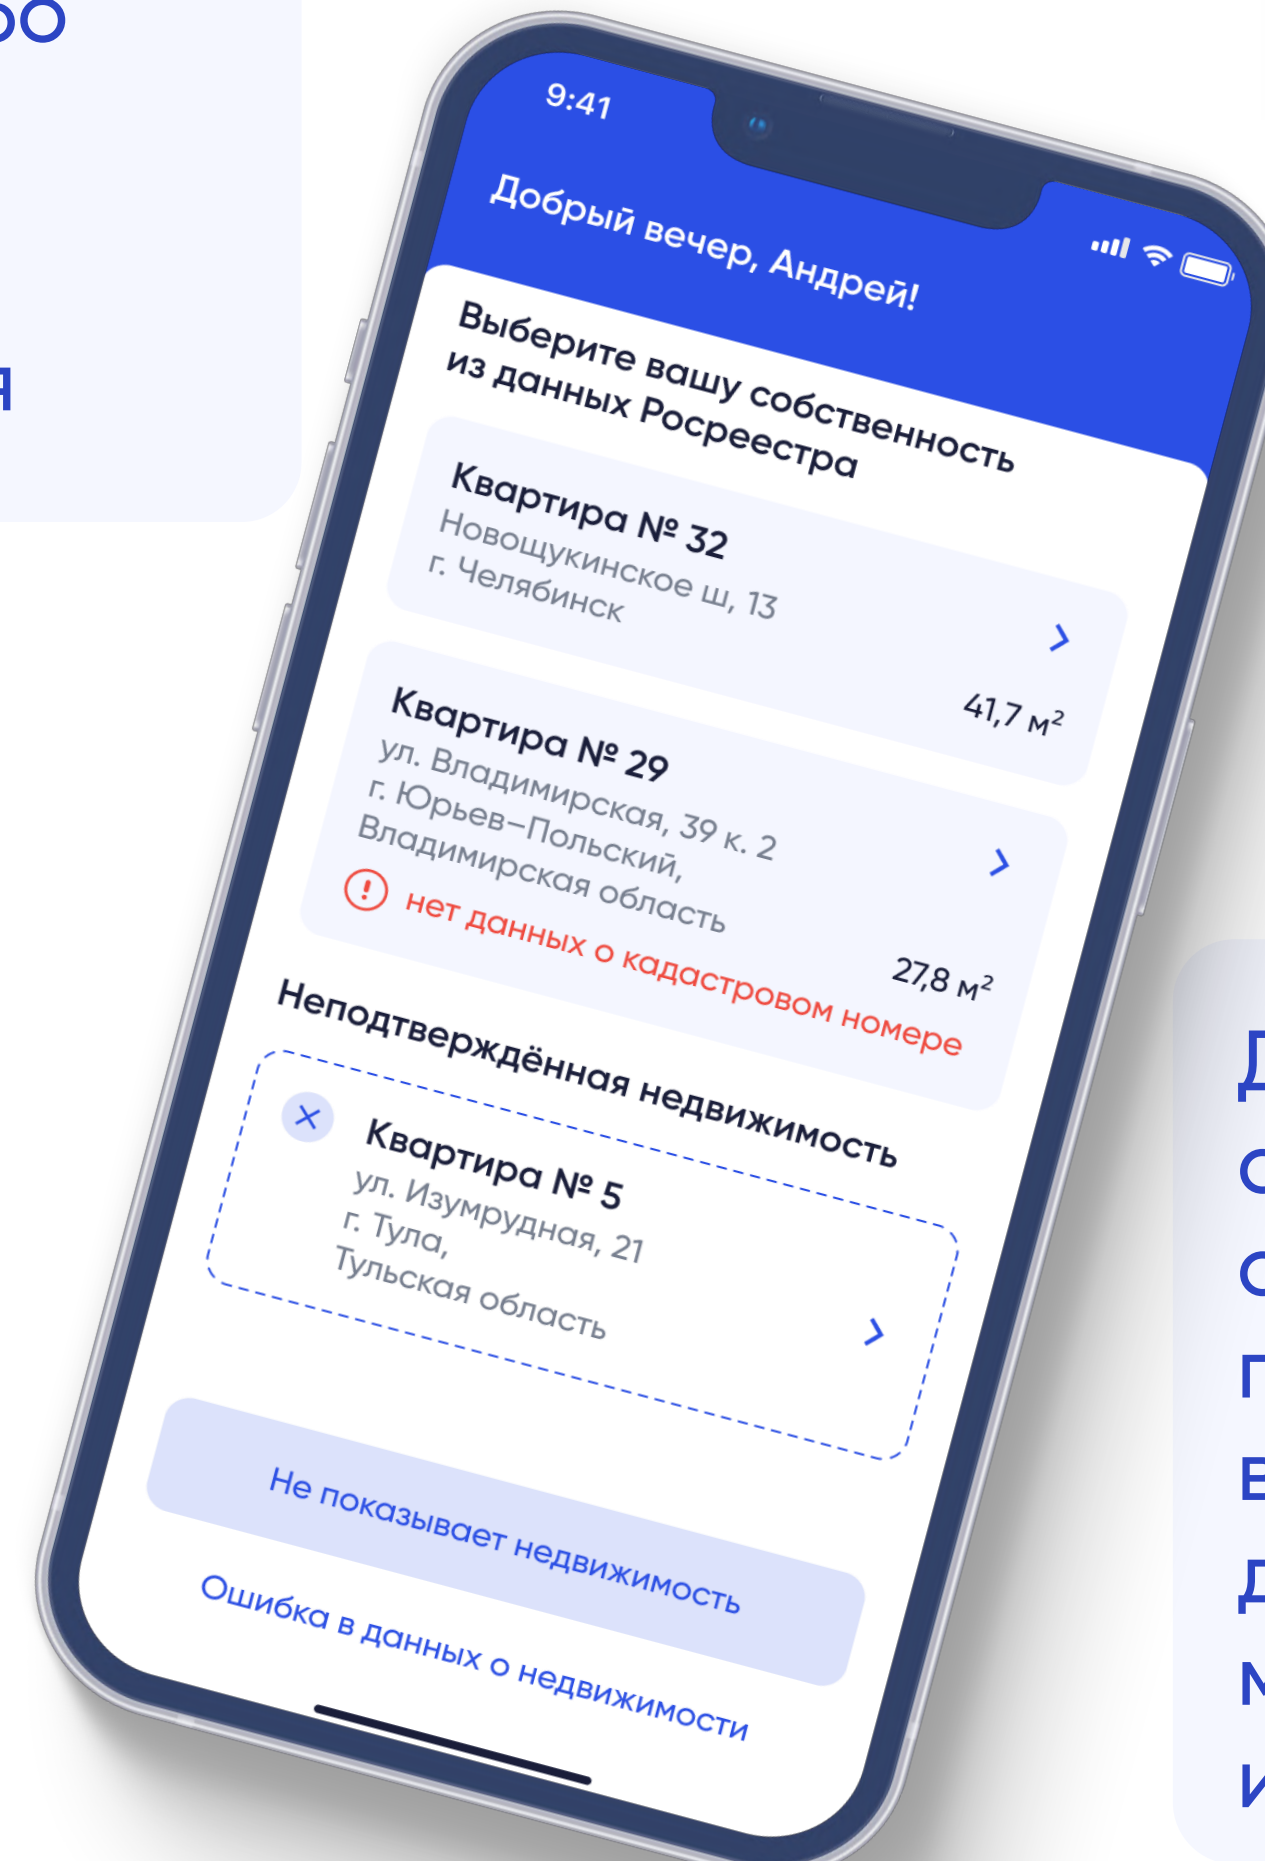 9:41
Добрый вечер, Андрей!
Выберите вашу собственность
из данных Росреестра
Квартира № 32
Новощукинское ш, 13
г. Челябинск
41,7 м²
Квартира № 29
ул. Владимирская, 39 к. 2
г. Юрьев–Польский,
Владимирская область
27,8 м²
нет данных о кадастровом номере
Неподтверждённая недвижимость
Квартира № 5
ул. Изумрудная, 21
г. Тула,
Тульская область
Не показывает недвижимость
Ошибка в данных о недвижимости